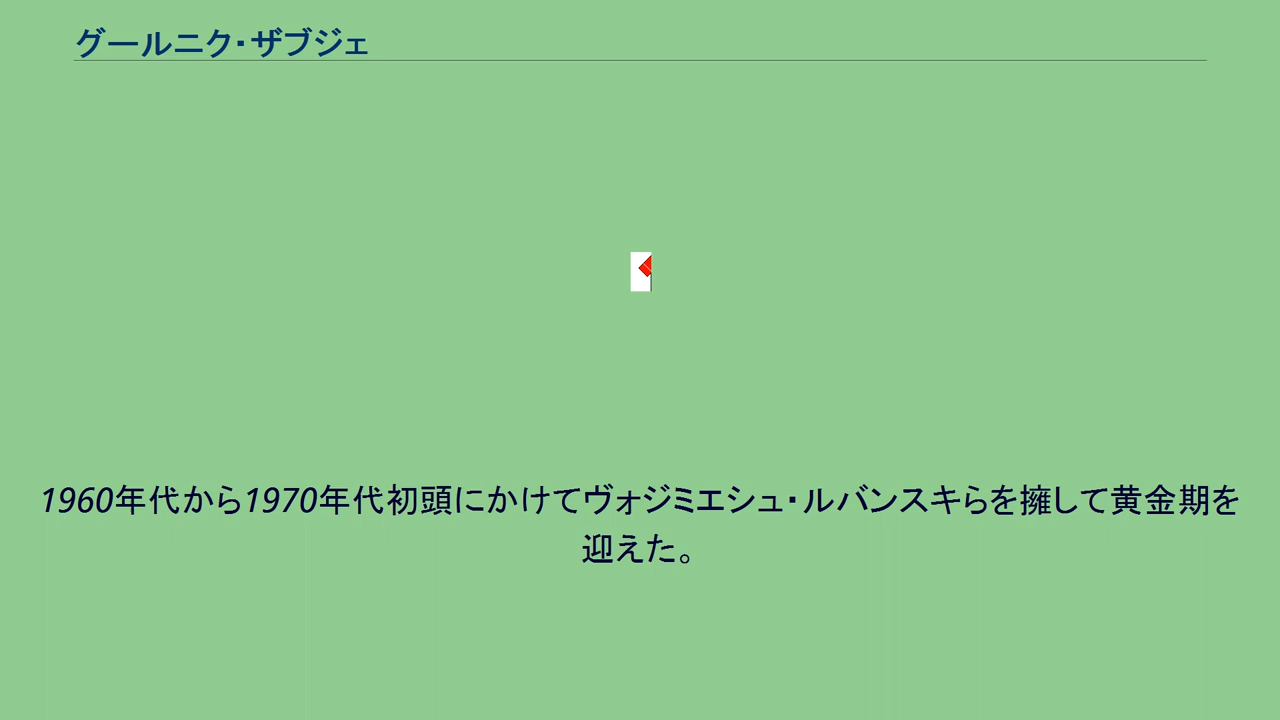 グールニク・ザブジェ
1960年代から1970年代初頭にかけてヴォジミエシュ・ルバンスキらを擁して黄金期を
迎えた。